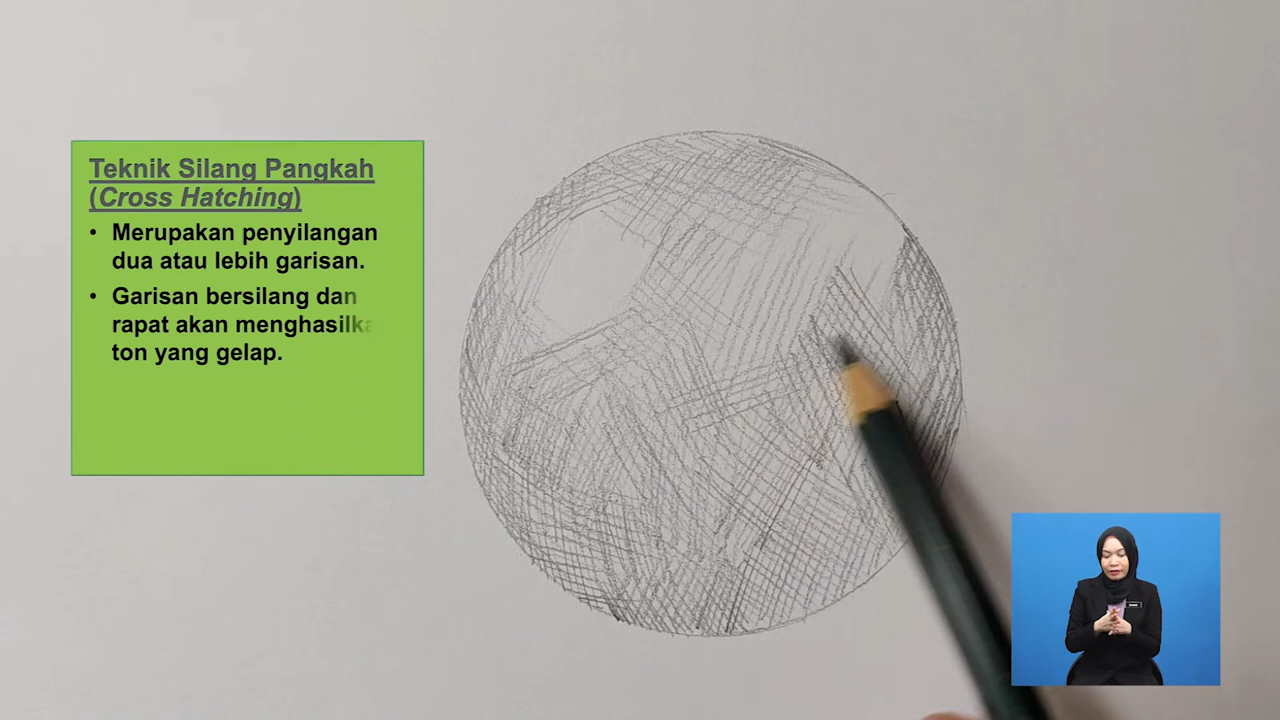 Teknik Silang Pangkah
(Cross Hatching)
• Merupakan penyilangan
dua atau lebih garisan.
• Garisan bersilang dan
rapat akan menghasilka
ton yang gelap.